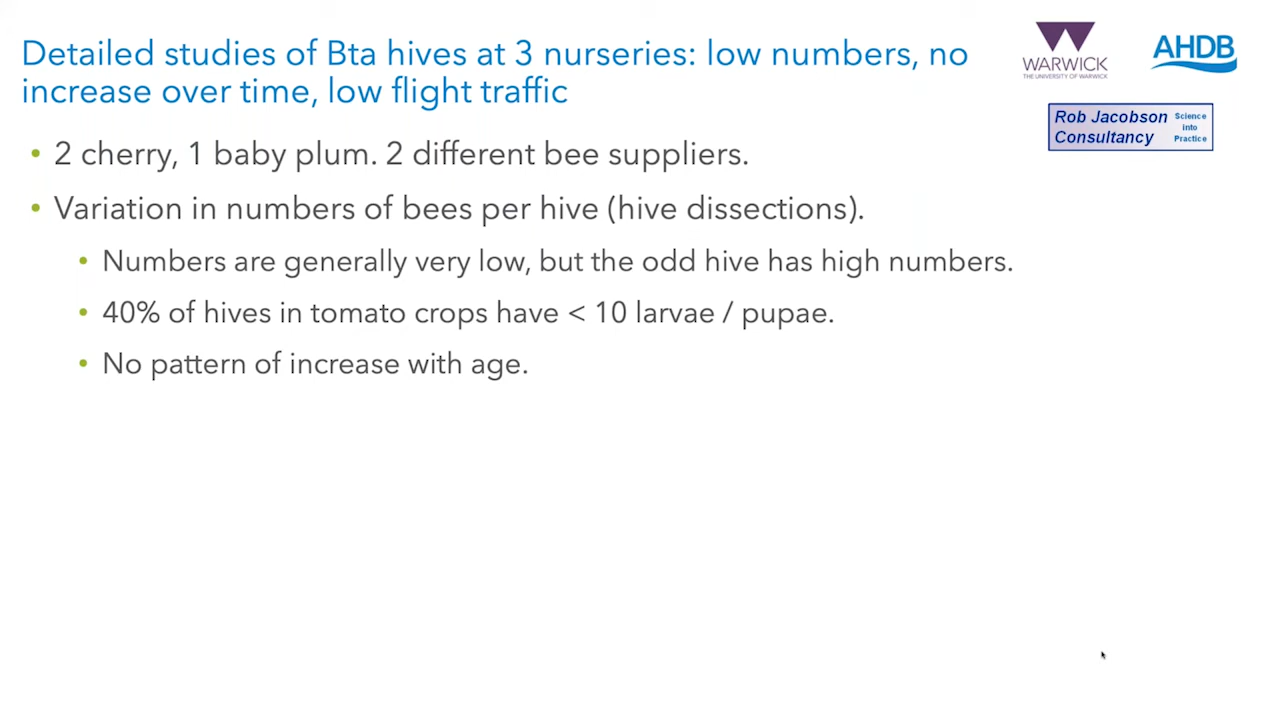 Detailed studies of Bta hives at 3 nurseries: low numbers, no
increase over time, low flight traffic
WARWICK
THE UNIVERSITY OF WARWICK
AHDB
Rob Jacobson
Consultancy
Science
into
Practice
• 2 cherry, 1 baby plum. 2 different bee suppliers.
• Variation in numbers of bees per hive (hive dissections).
• Numbers are generally very low, but the odd hive has high numbers.
• 40% of hives in tomato crops have < 10 larvae / pupae.
• No pattern of increase with age.